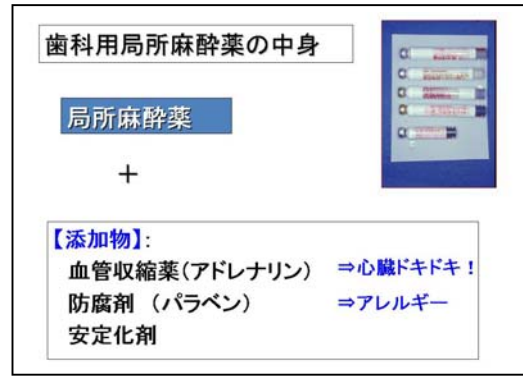 歯科用局所麻酔薬の中身
局所麻酔薬
＋
【添加物】：
血管収縮薬（アドレナリン） ⇒心臓ドキドキ！
防腐剤 （パラベン） ⇒アレルギー
安定化剤